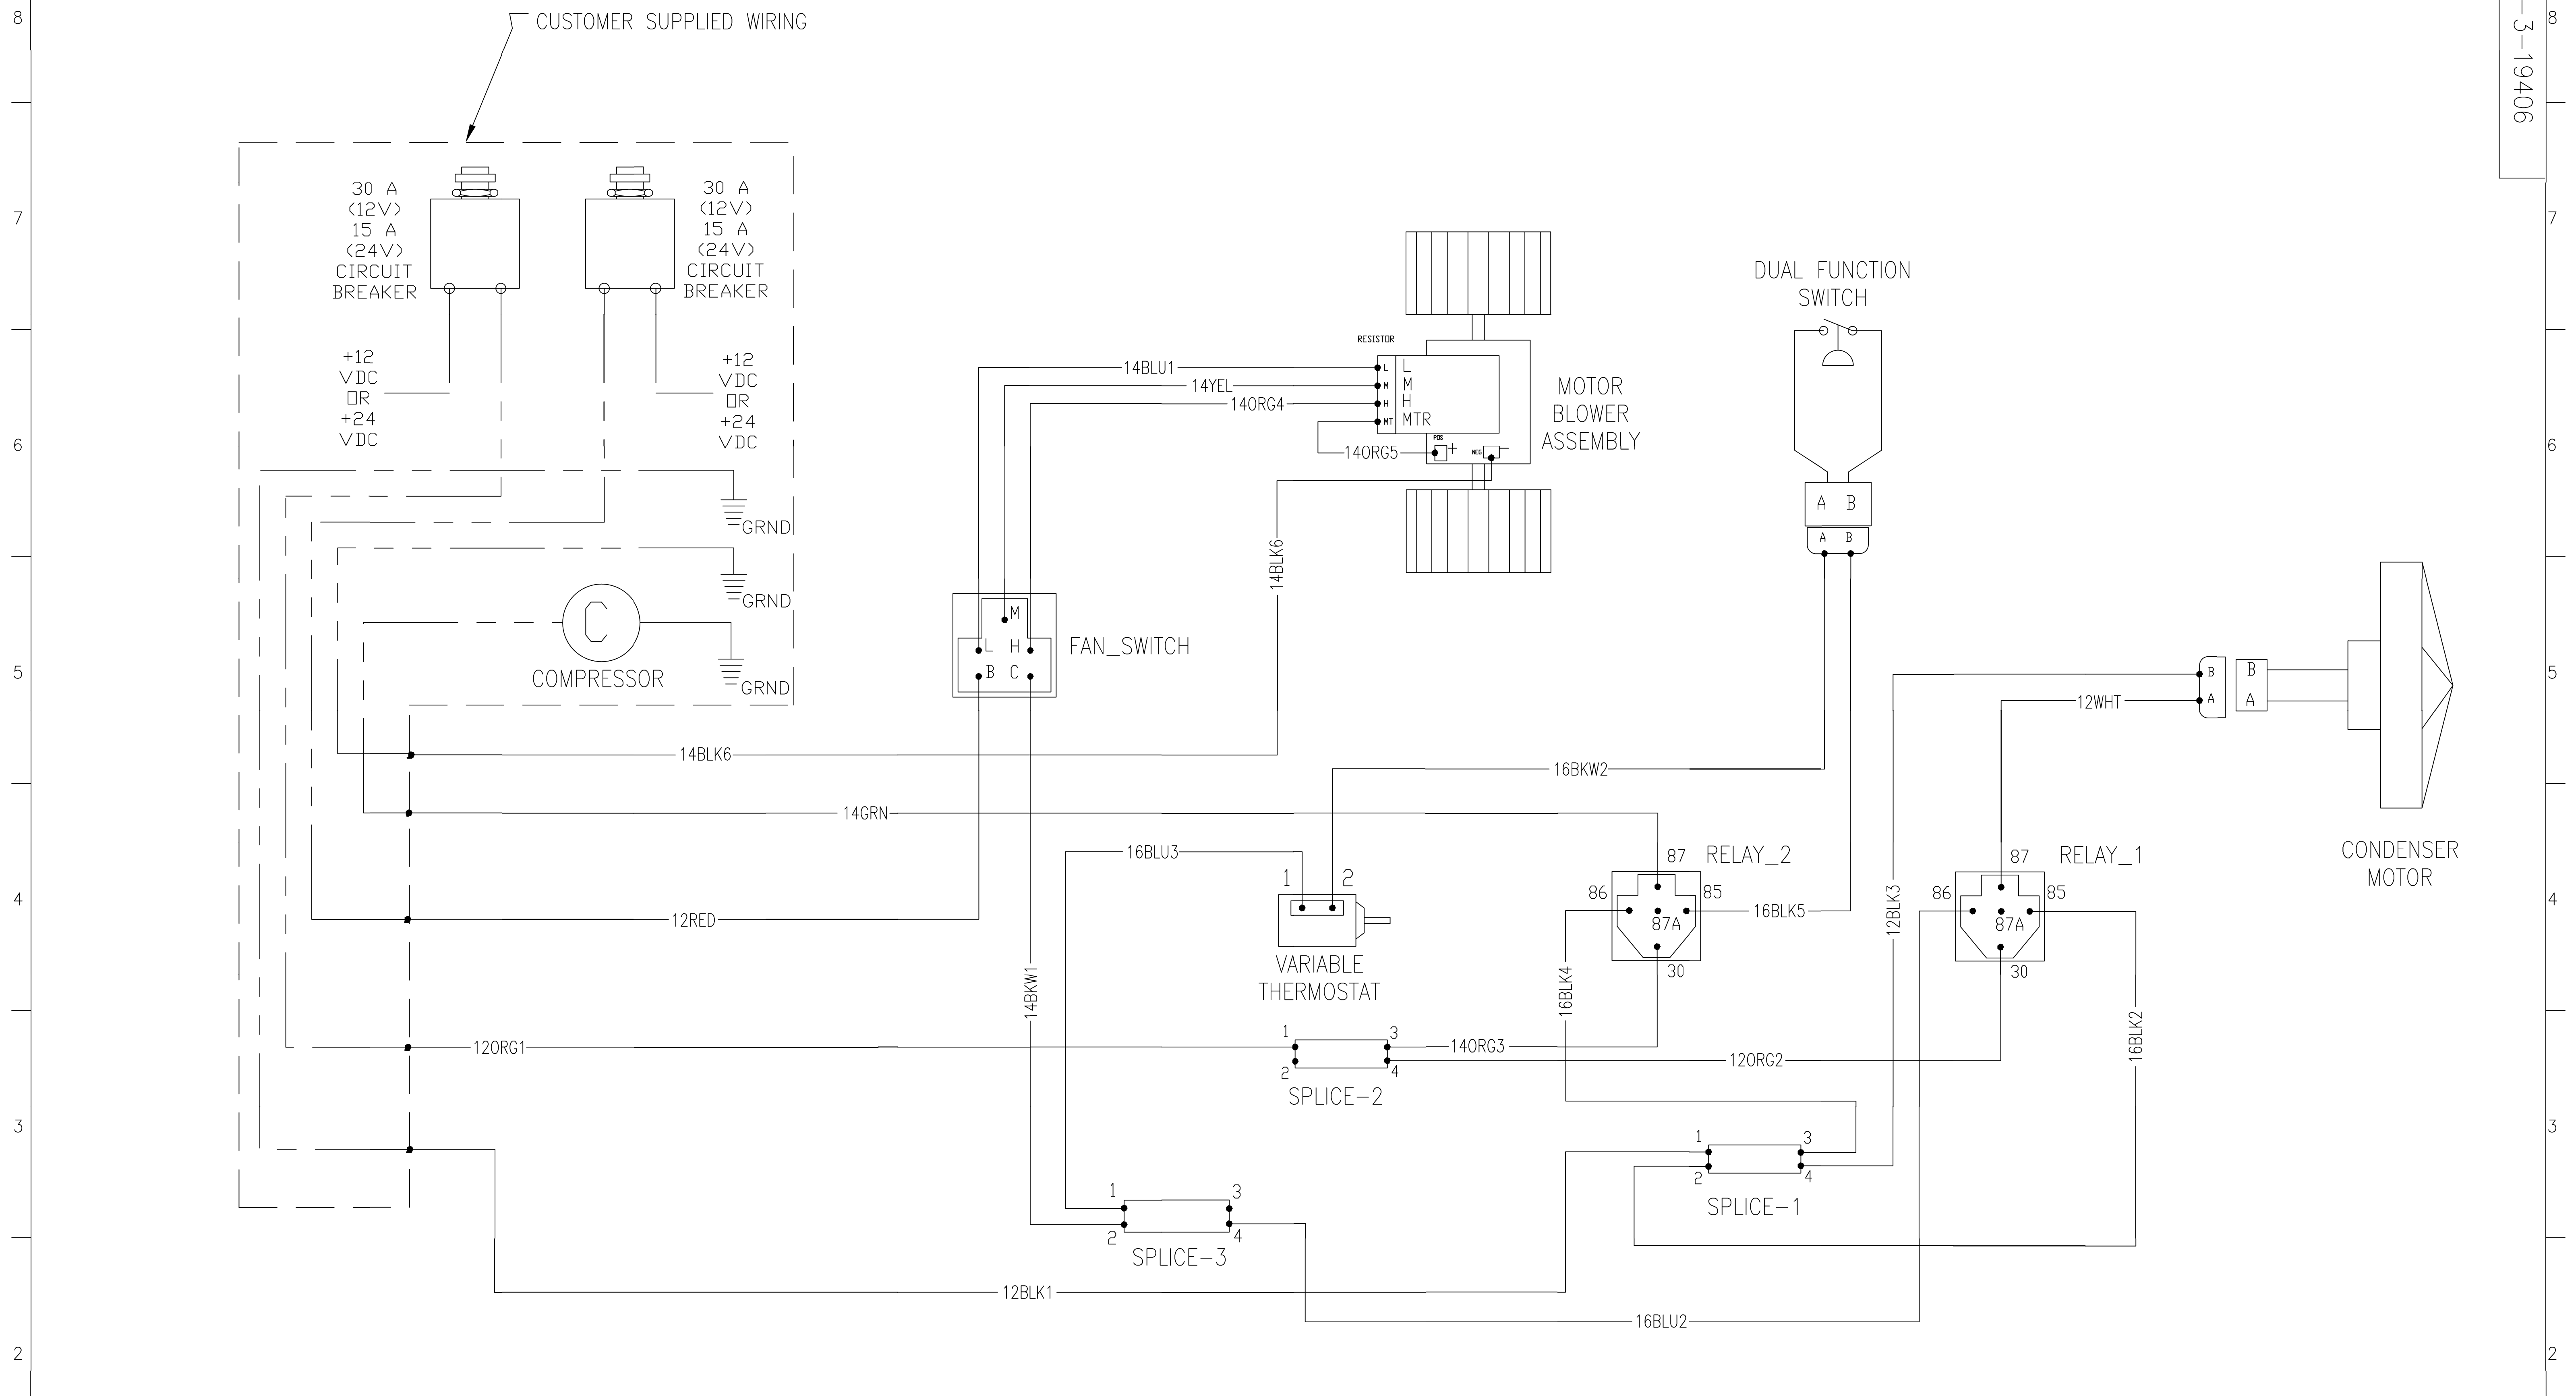 8
CUSTOMER SUPPLIED WIRING
8
-3-19406
7
30 A
(12V)
15 A
(24V)
CIRCUIT
BREAKER
30 A
(12V)
15 A
(24V)
CIRCUIT
BREAKER
7
DUAL FUNCTION
SWITCH
+12
VDC
OR
+24
VDC
+12
VDC
OR
+24
VDC
RESISTOR
14BLU1
L
L
14YEL
M
M
14ORG4
H
H
MT
MTR
14ORG5
POS
+
NEG
-
MOTOR
BLOWER
ASSEMBLY
6
6
A B
A B
GRND
14BLK6
GRND
COMPRESSOR
C
GRND
M
L H
B C
FAN_SWITCH
5
5
B
A
B
A
12WHT
14BLK6
16BKW2
14GRN
16BLU3
1
2
VARIABLE
THERMOSTAT
87
RELAY_2
86
85
87A
30
16BLK5
87
RELAY_1
86
85
87A
30
CONDENSER
MOTOR
4
4
12BLK3
12RED
14BKW1
16BLK4
16BLK2
12ORG1
1
3
2
4
SPLICE-2
14ORG3
12ORG2
3
3
1
3
2
4
SPLICE-1
1
3
2
4
SPLICE-3
12BLK1
16BLU2
2
2